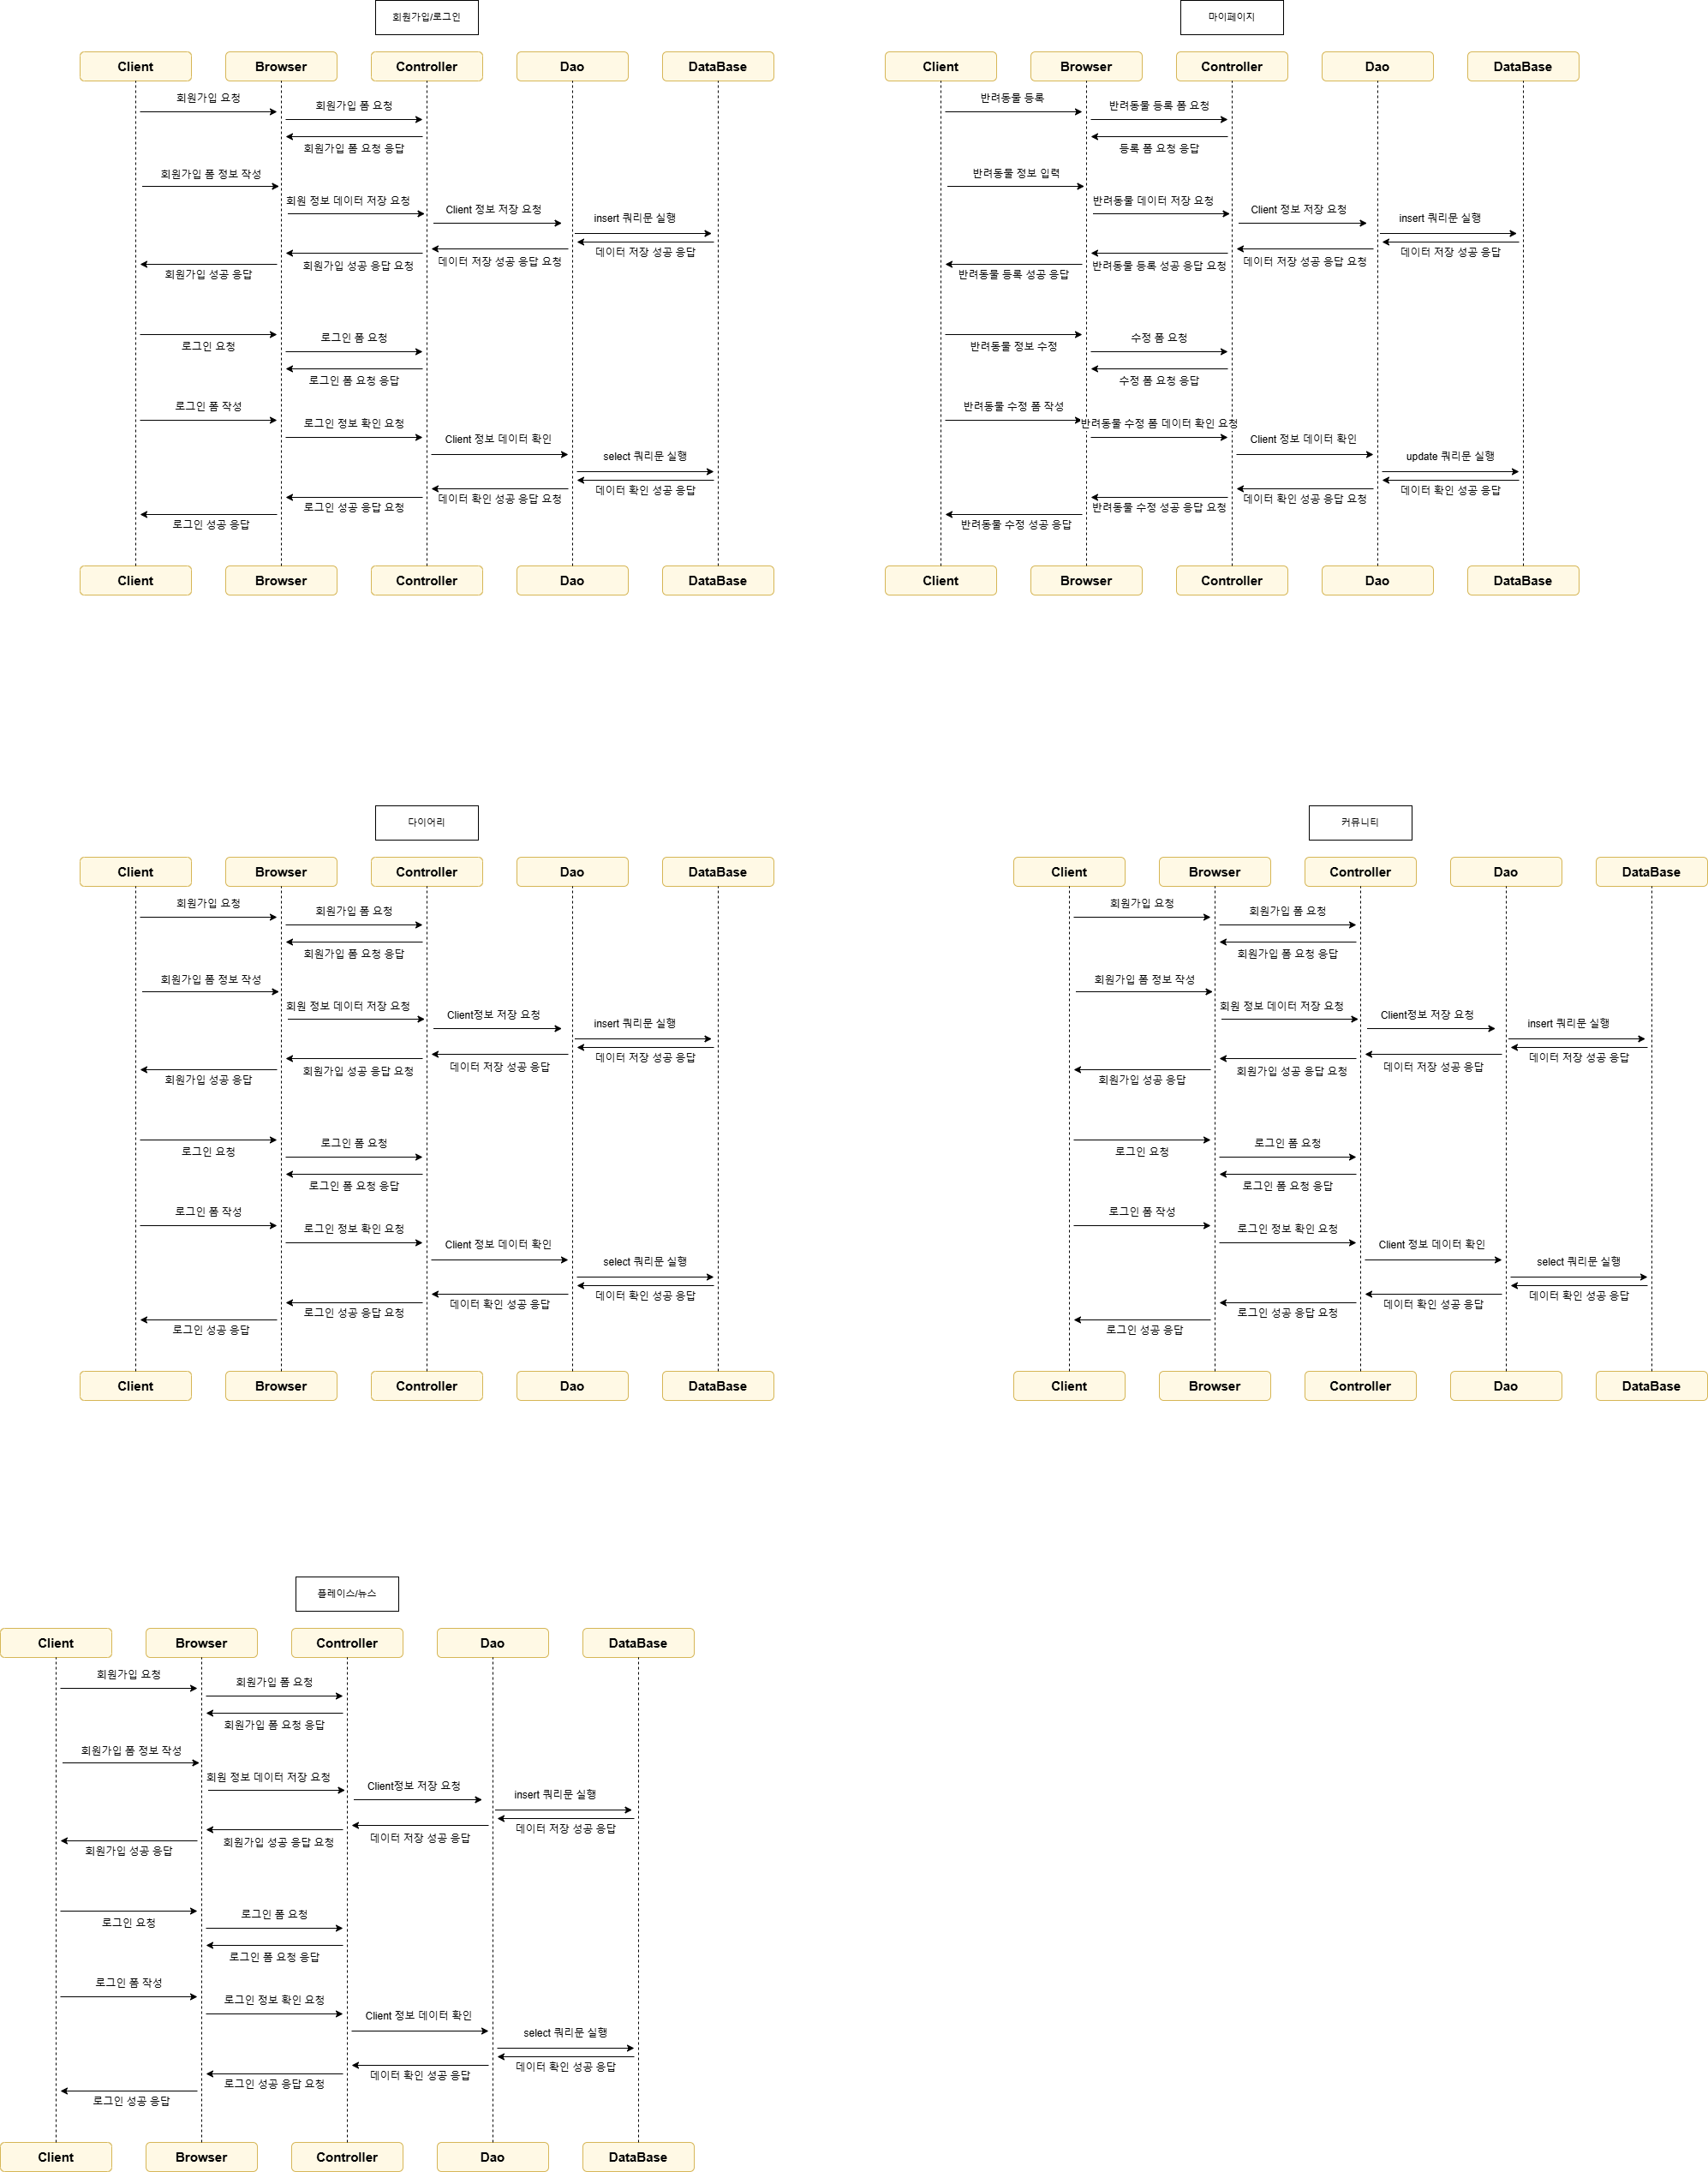 회원가입/로그인
Client
Browser
Controller
Dao
DataBase
회원가입 요청
회원가입 폼 요청
회원가입 폼 요청 응답
회원가입 폼 정보 작성
회원 정보 데이터 저장 요청
Client 정보 저장 요청
insert 쿼리문 실행
데이터 저장 성공 응답
데이터 저장 성공 응답 요청
회원가입 성공 응답 요청
회원가입 성공 응답
로그인 요청
로그인 폼 요청
로그인 폼 요청 응답
로그인 폼 작성
로그인 정보 확인 요청
Client 정보 데이터 확인
select 쿼리문 실행
데이터 확인 성공 응답
데이터 확인 성공 응답 요청
로그인 성공 응답 요청
로그인 성공 응답
Client
Browser
Controller
Dao
DataBase
마이페이지
Client
Browser
Controller
Dao
DataBase
반려동물 등록
반려동물 등록 폼 요청
등록 폼 요청 응답
반려동물 정보 입력
반려동물 데이터 저장 요청
Client 정보 저장 요청
insert 쿼리문 실행
데이터 저장 성공 응답
데이터 저장 성공 응답 요청
반려동물 등록 성공 응답 요청
반려동물 등록 성공 응답
반려동물 정보 수정
수정 폼 요청
수정 폼 요청 응답
반려동물 수정 폼 작성
반려동물 수정 폼 데이터 확인 요청
Client 정보 데이터 확인
update 쿼리문 실행
데이터 확인 성공 응답
데이터 확인 성공 응답 요청
반려동물 수정 성공 응답 요청
반려동물 수정 성공 응답
Client
Browser
Controller
Dao
DataBase
다이어리
Client
Browser
Controller
Dao
DataBase
회원가입 요청
회원가입 폼 요청
회원가입 폼 요청 응답
회원가입 폼 정보 작성
회원 정보 데이터 저장 요청
Client정보 저장 요청
insert 쿼리문 실행
데이터 저장 성공 응답
데이터 저장 성공 응답
회원가입 성공 응답 요청
회원가입 성공 응답
로그인 요청
로그인 폼 요청
로그인 폼 요청 응답
로그인 폼 작성
로그인 정보 확인 요청
Client 정보 데이터 확인
select 쿼리문 실행
데이터 확인 성공 응답
데이터 확인 성공 응답
로그인 성공 응답 요청
로그인 성공 응답
Client
Browser
Controller
Dao
DataBase
커뮤니티
Client
Browser
Controller
Dao
DataBase
회원가입 요청
회원가입 폼 요청
회원가입 폼 요청 응답
회원가입 폼 정보 작성
회원 정보 데이터 저장 요청
Client정보 저장 요청
insert 쿼리문 실행
데이터 저장 성공 응답
데이터 저장 성공 응답
회원가입 성공 응답 요청
회원가입 성공 응답
로그인 요청
로그인 폼 요청
로그인 폼 요청 응답
로그인 폼 작성
로그인 정보 확인 요청
Client 정보 데이터 확인
select 쿼리문 실행
데이터 확인 성공 응답
데이터 확인 성공 응답
로그인 성공 응답 요청
로그인 성공 응답
Client
Browser
Controller
Dao
DataBase
플레이스/뉴스
Client
Browser
Controller
Dao
DataBase
회원가입 요청
회원가입 폼 요청
회원가입 폼 요청 응답
회원가입 폼 정보 작성
회원 정보 데이터 저장 요청
Client정보 저장 요청
insert 쿼리문 실행
데이터 저장 성공 응답
데이터 저장 성공 응답
회원가입 성공 응답 요청
회원가입 성공 응답
로그인 요청
로그인 폼 요청
로그인 폼 요청 응답
로그인 폼 작성
로그인 정보 확인 요청
Client 정보 데이터 확인
select 쿼리문 실행
데이터 확인 성공 응답
데이터 확인 성공 응답
로그인 성공 응답 요청
로그인 성공 응답
Client
Browser
Controller
Dao
DataBase